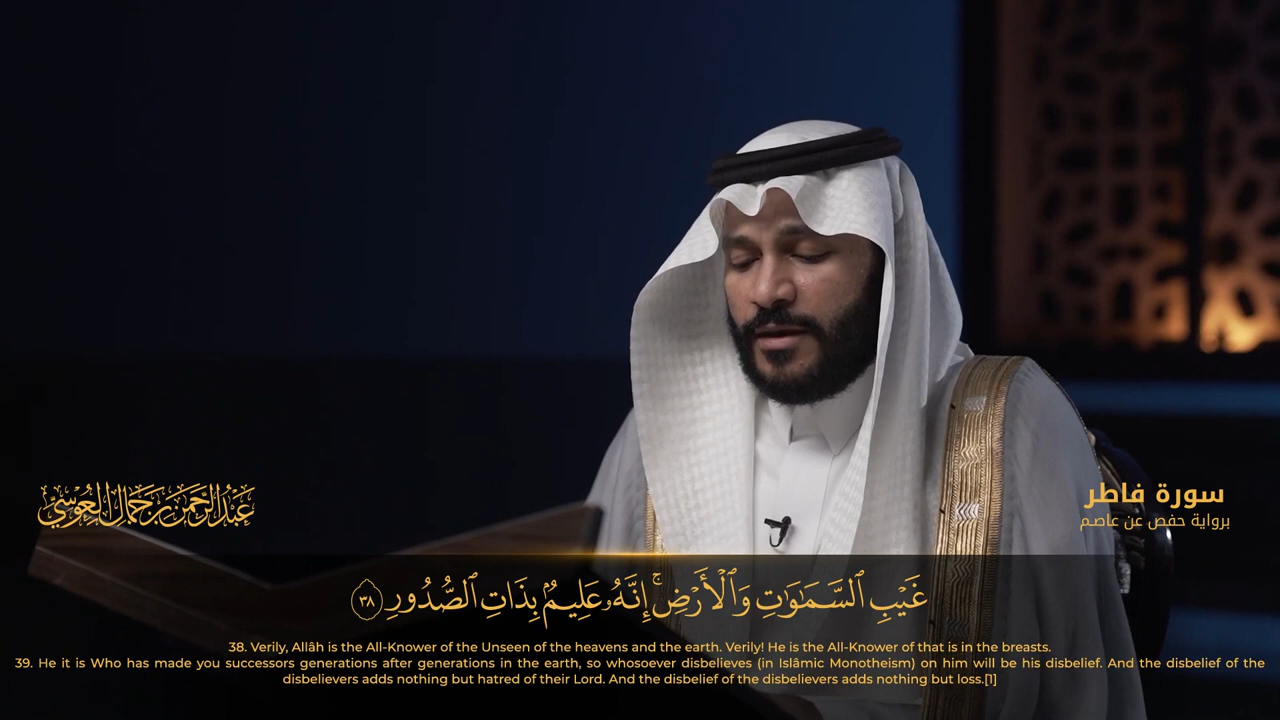 عَبْدُ الرَّحْمَٰن بْن جَمَال الْعُوسِيّ
سورة فاطر
برواية حفص عن عاصم
غَيْبِ ٱلسَّمَٰوَٰتِ وَٱلْأَرْضِ ۚ إِنَّهُۥ عَلِيمٌۢ بِذَاتِ ٱلصُّدُورِ ٣٨
38. Verily, Allâh is the All-Knower of the Unseen of the heavens and the earth. Verily! He is the All-Knower of that is in the breasts.
39. He it is Who has made you successors generations after generations in the earth, so whosoever disbelieves (in Islâmic Monotheism) on him will be his disbelief. And the disbelief of the
disbelievers adds nothing but hatred of their Lord. And the disbelief of the disbelievers adds nothing but loss.[1]